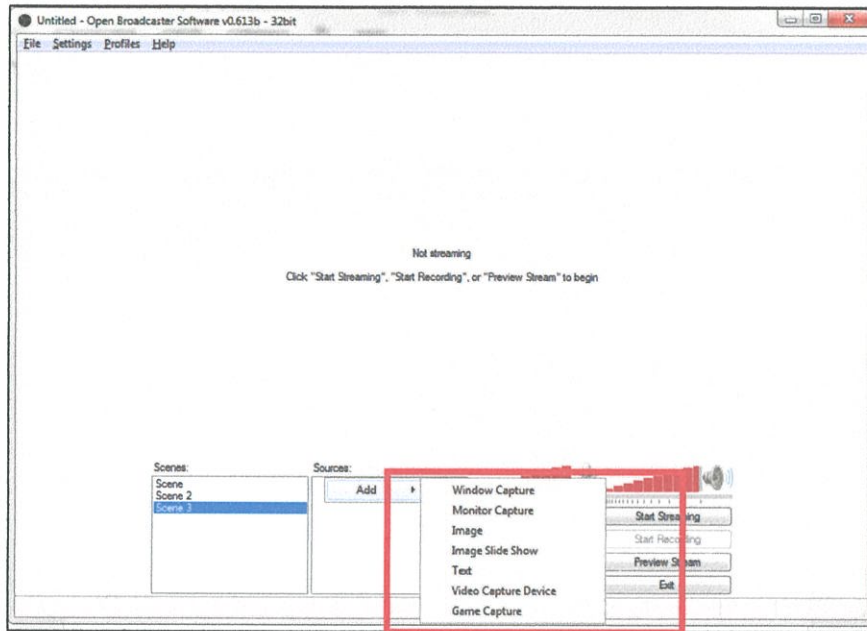 Untitled - Open Broadcaster Software v0.613b - 32bit
File Settings Profiles Help
Not streaming
Click "Start Streaming", "Start Recording", or "Preview Stream" to begin
Scenes:
Scene
Scene 2
Scene 3
Sources:
Add
Window Capture
Monitor Capture
Image
Image Slide Show
Text
Video Capture Device
Game Capture
Start Streaming
Start Recording
Preview Stream
Exit